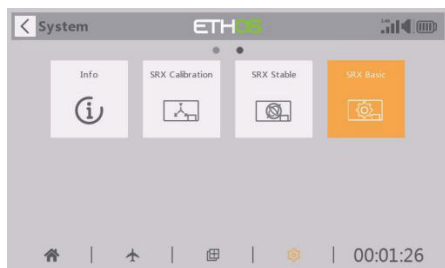 System
ETHOS
Info
SRX Calibration
SRX Stable
SRX Basic
00:01:26